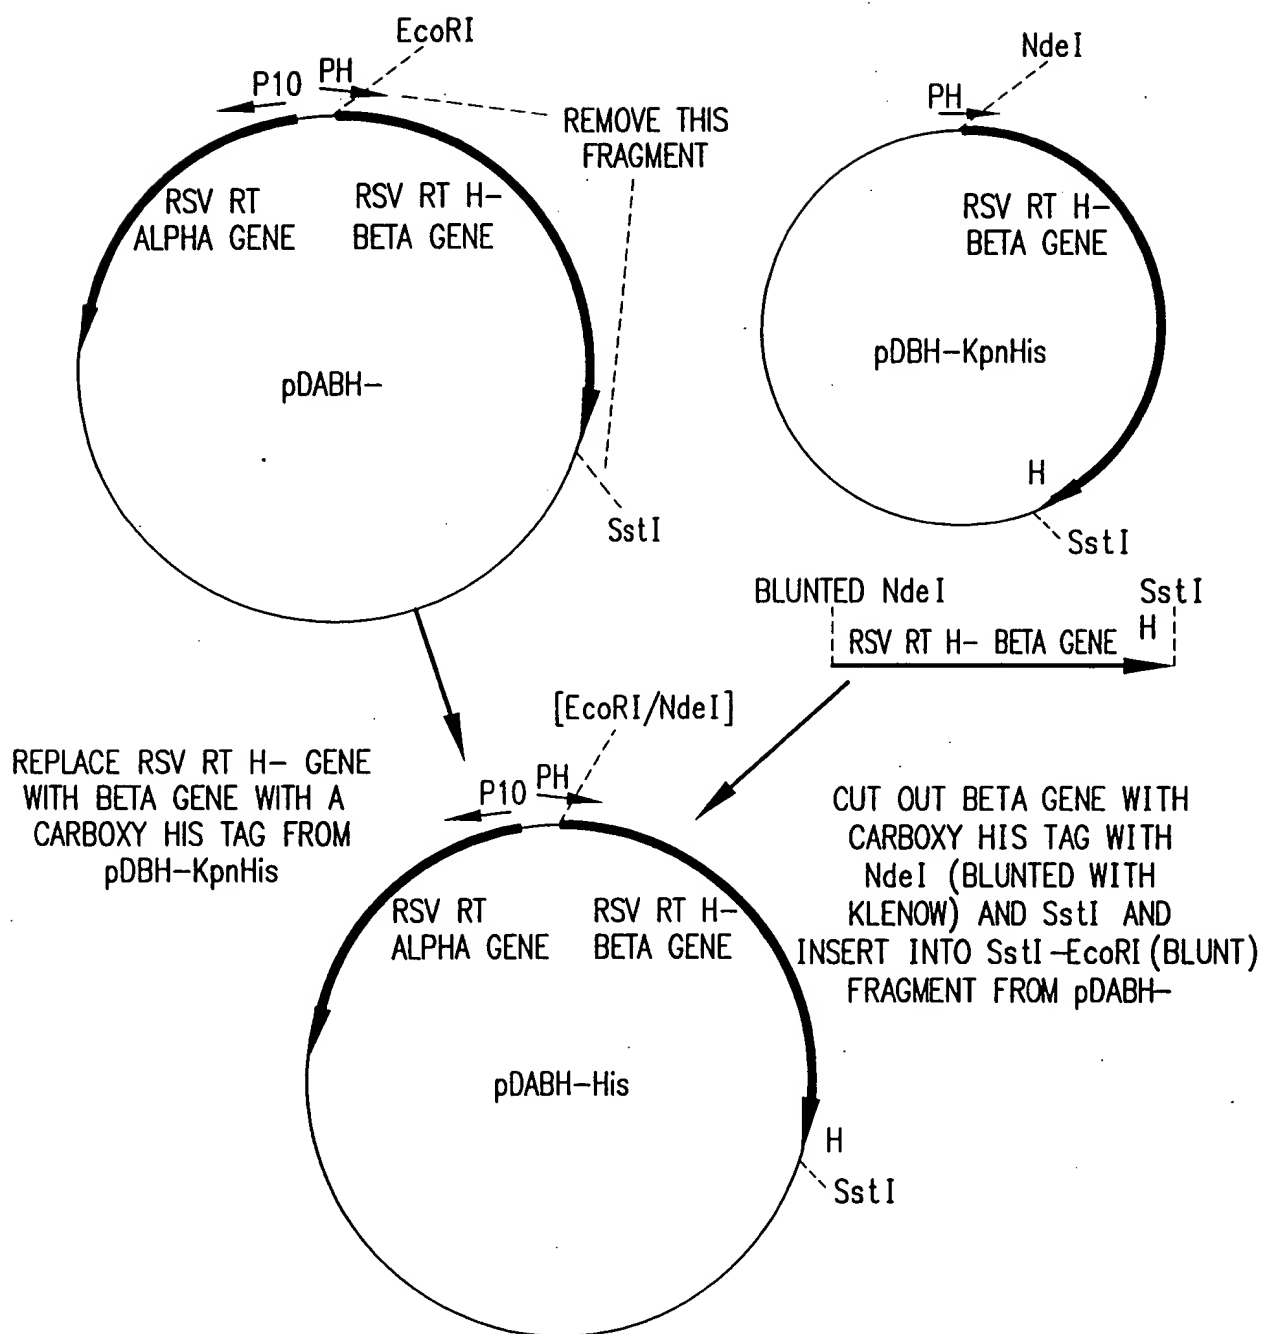 EcoRI
P10
PH
REMOVE THIS
FRAGMENT
RSV RT
ALPHA GENE
RSV RT H-
BETA GENE
pDABH-
SstI
NdeI
PH
RSV RT H-
BETA GENE
pDBH-KpnHis
H
SstI
BLUNTED NdeI
SstI
RSV RT H- BETA GENE
H
[EcoRI/NdeI]
REPLACE RSV RT H- GENE
WITH BETA GENE WITH A
CARBOXY HIS TAG FROM
pDBH-KpnHis
P10
PH
RSV RT
ALPHA GENE
RSV RT H-
BETA GENE
pDABH-His
H
SstI
CUT OUT BETA GENE WITH
CARBOXY HIS TAG WITH
NdeI (BLUNTED WITH
KLENOW) AND SstI AND
INSERT INTO SstI-EcoRI (BLUNT)
FRAGMENT FROM pDABH-